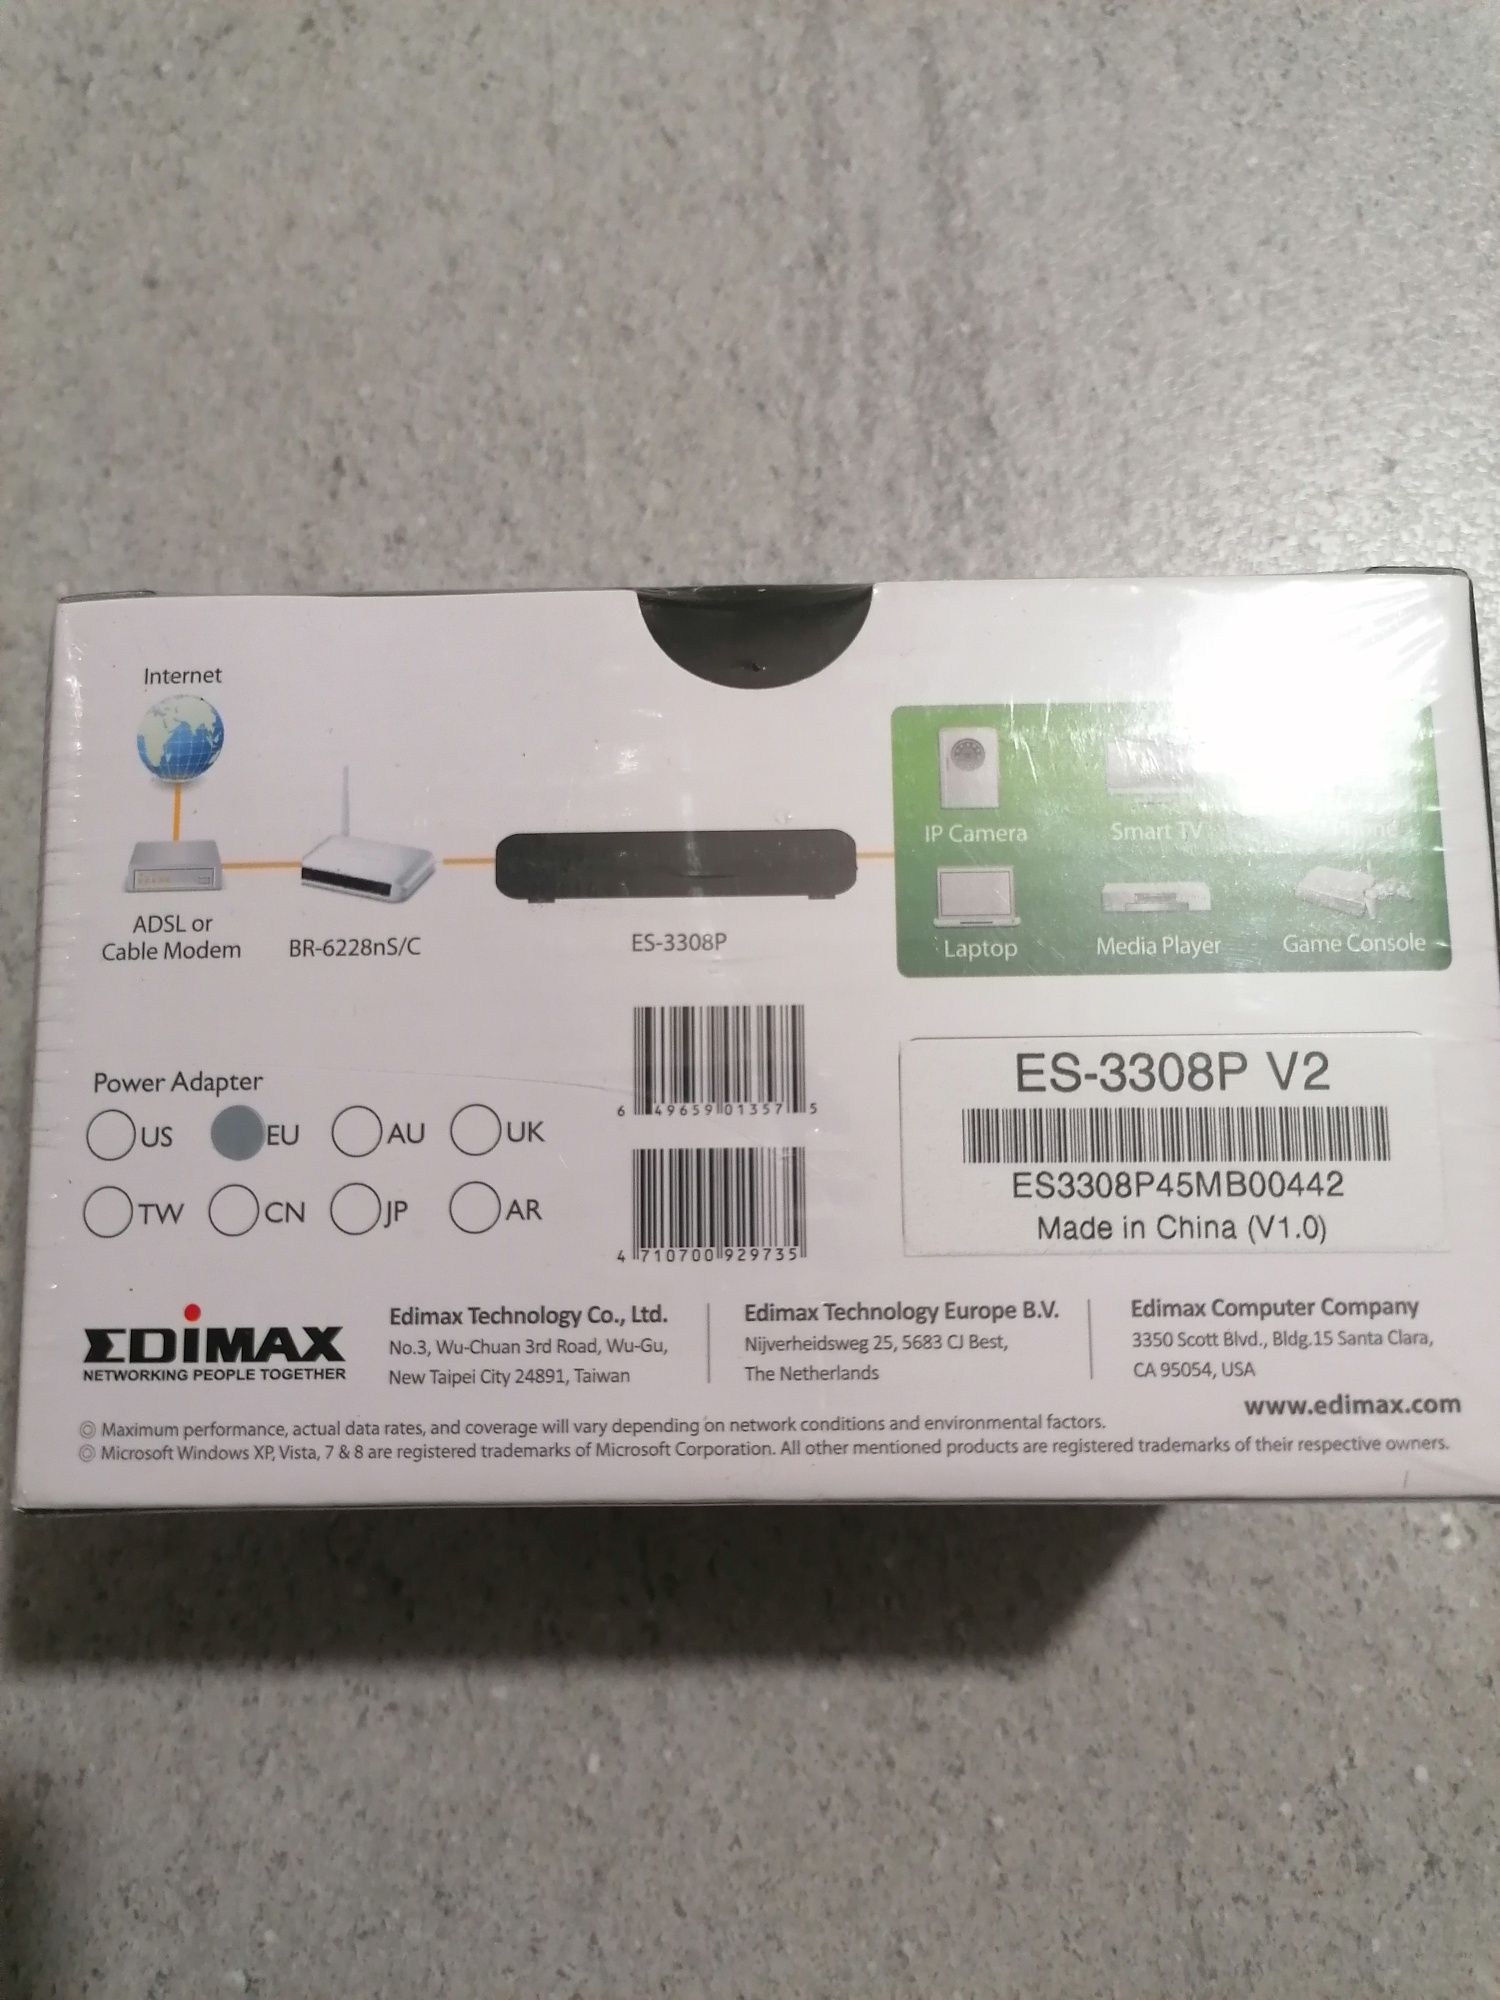 Internet
IP Camera
Smart TV
Phone
ADSL or
Cable Modem
BR-6228nS/C
ES-3308P
Laptop
Media Player
Game Console
Power Adapter
US EU AU UK
TW CN JP AR
6 49659 01357 5
4 710700 929735
ES-3308P V2
ES3308P45MB00442
Made in China (V1.0)
EDiMAX
NETWORKING PEOPLE TOGETHER
Edimax Technology Co., Ltd.
No.3, Wu-Chuan 3rd Road, Wu-Gu,
New Taipei City 24891, Taiwan
Edimax Technology Europe B.V.
Nijverheidsweg 25, 5683 CJ Best,
The Netherlands
Edimax Computer Company
3350 Scott Blvd., Bldg.15 Santa Clara,
CA 95054, USA
www.edimax.com
◎ Maximum performance, actual data rates, and coverage will vary depending on network conditions and environmental factors.
◎ Microsoft Windows XP, Vista, 7 & 8 are registered trademarks of Microsoft Corporation. All other mentioned products are registered trademarks of their respective owners.